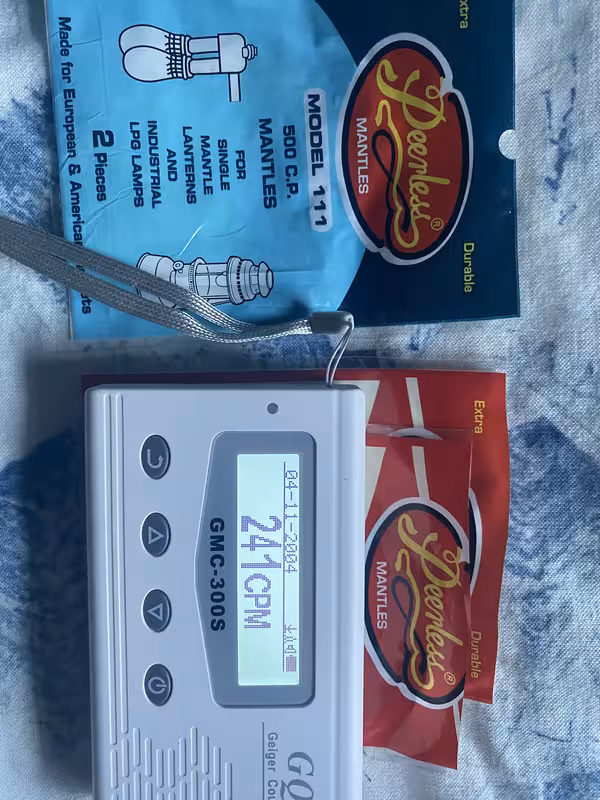 Extra
Peerless®
MANTLES
Durable
MODEL 111
500 C.P.
MANTLES
FOR
SINGLE
MANTLE
LANTERNS
AND
INDUSTRIAL
LPG LAMPS
2 Pieces
Made for European & American
Extra
Peerless®
MANTLES
Durable
04-11-2004
241CPM
GMC-300S
GQ
Geiger